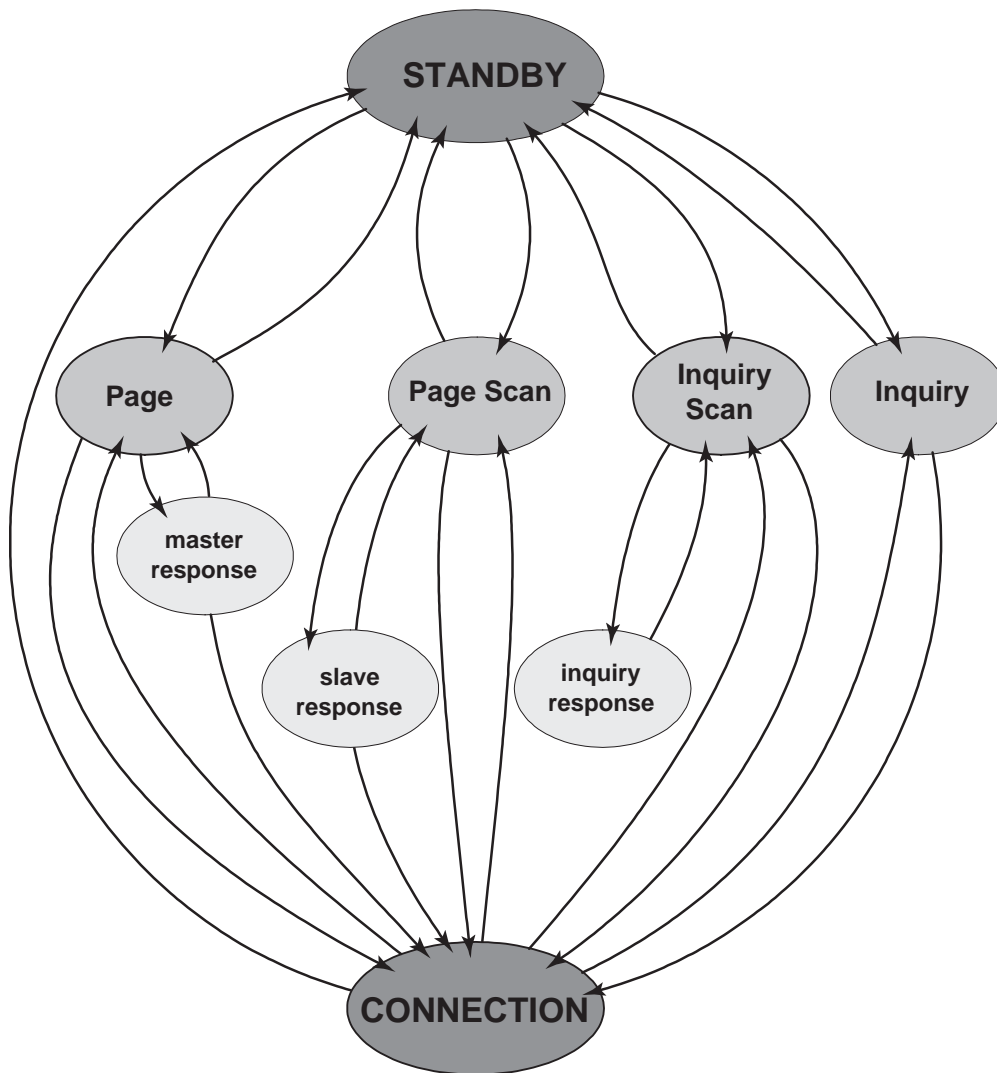 STANDBY
Page
Page Scan
Inquiry
Scan
Inquiry
master
response
slave
response
inquiry
response
CONNECTION